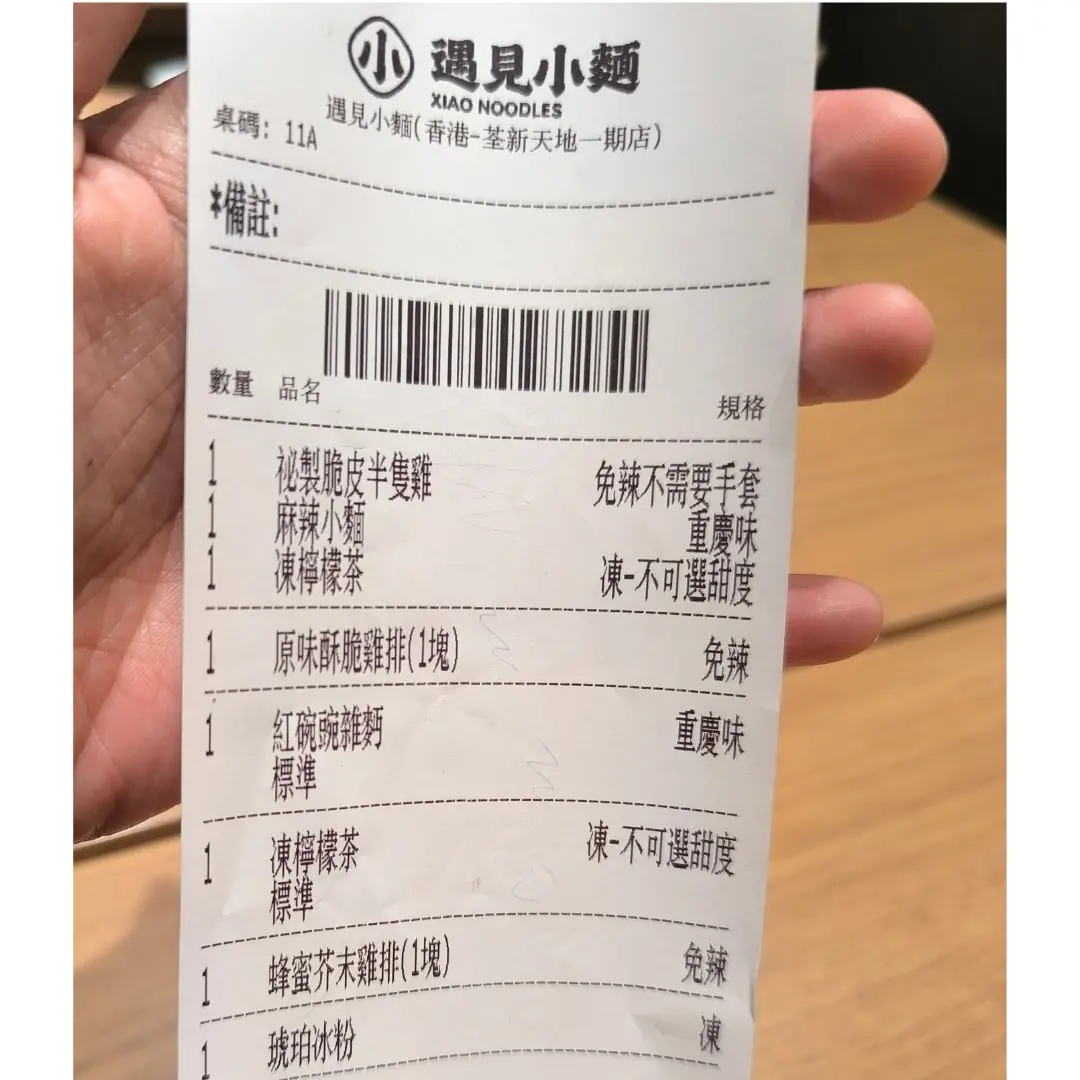 小 遇見小麵
XIAO NOODLES
遇見小麵(香港-荃新天地一期店)
桌碼: 11A
*備註:
數量 品名 規格
1 祕製脆皮半隻雞 免辣不需要手套
1 麻辣小麵 重慶味
1 凍檸檬茶 凍-不可選甜度
1 原味酥脆雞排(1塊) 免辣
1 紅碗豌雜麪 重慶味
標準
1 凍檸檬茶 凍-不可選甜度
標準
1 蜂蜜芥末雞排(1塊) 免辣
1 琥珀冰粉 凍